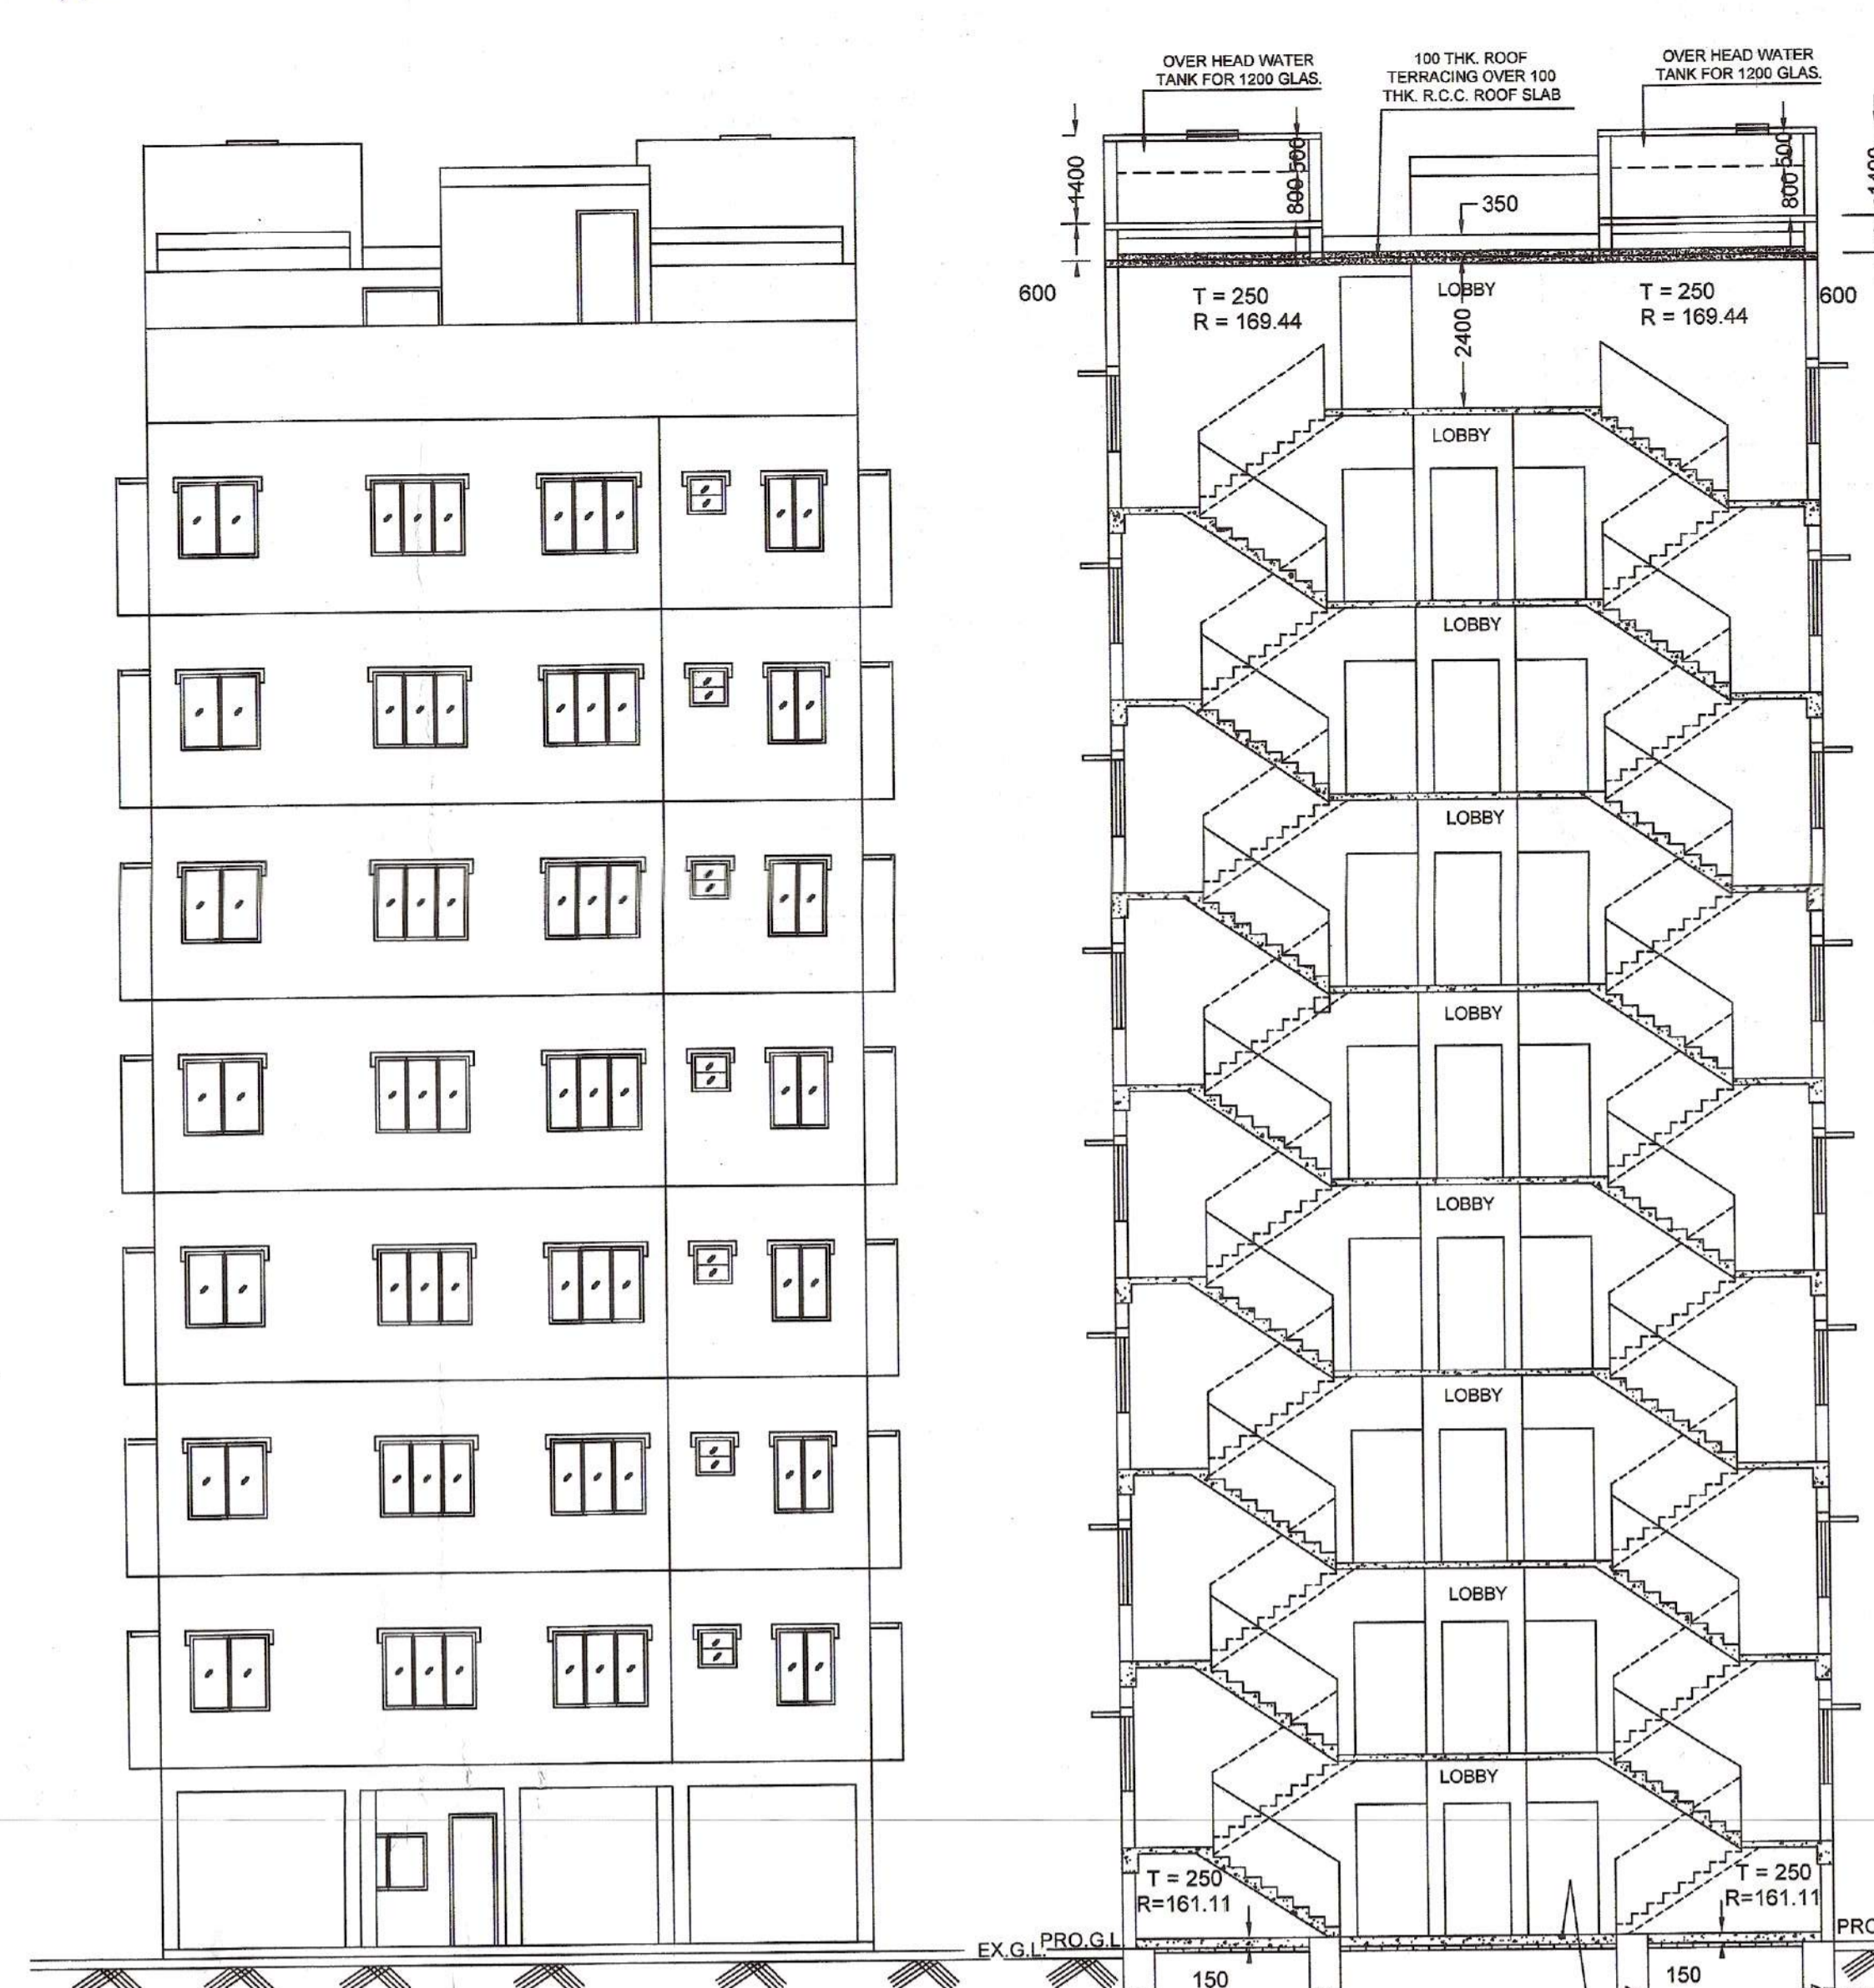 OVER HEAD WATER
TANK FOR 1200 GLAS.
100 THK. ROOF
TERRACING OVER 100
THK. R.C.C. ROOF SLAB
OVER HEAD WATER
TANK FOR 1200 GLAS.
1400
800 500
350
800 500
600
T = 250
R = 169.44
LOBBY
2400
T = 250
R = 169.44
600
LOBBY
LOBBY
LOBBY
LOBBY
LOBBY
LOBBY
LOBBY
LOBBY
T = 250
R=161.11
T = 250
R=161.11
EX.G.L
PRO.G.L
PRO
150
150